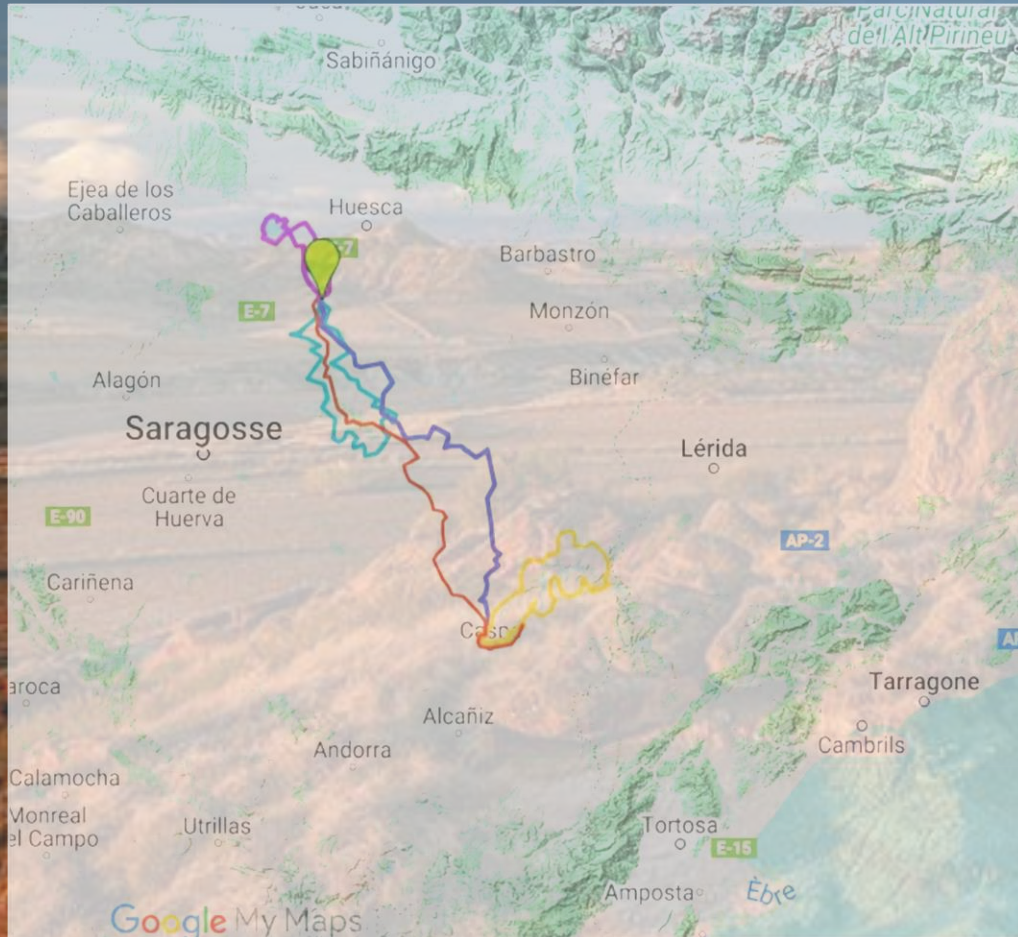 Parc Natural
de l'Alt Pirineu
Sabiñánigo
Ejea de los
Caballeros
Huesca
Barbastro
E-7
Monzón
Alagón
Binéfar
Saragosse
Lérida
Cuarte de
Huerva
E-90
AP-2
Cariñena
Tarragone
Alcañiz
Cambrils
Andorra
Calamocha
Monreal
el Campo
Utrillas
Tortosa
E-15
Amposta
Èbre
Google My Maps